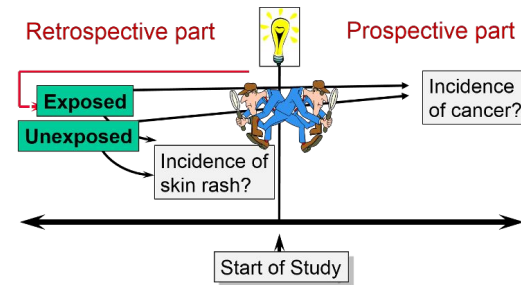 Retrospective part
Prospective part
Exposed
Unexposed
Incidence of
skin rash?
Incidence
of cancer?
Start of Study